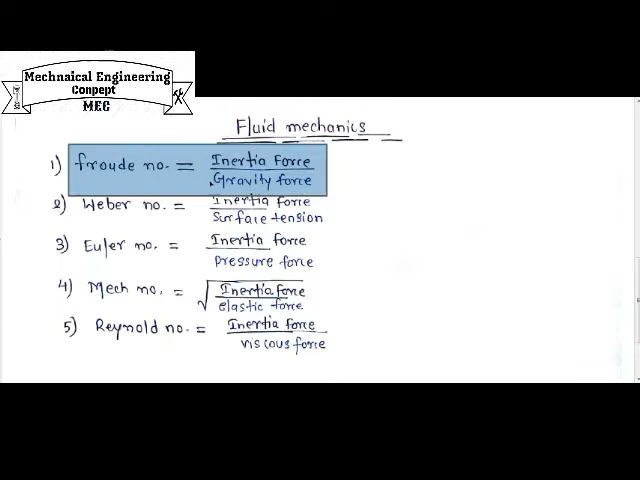 Mechnaical Engineering
Conpept
MEC
Fluid mechanics
1) Froude no. = Inertia Force
Gravity force
2) Weber no. = Inertia force
Surface tension
3) Euler no. = Inertia force
pressure force
4) Mech no. = √ Inertia force
elastic force
5) Reynold no. = Inertia force
viscous force